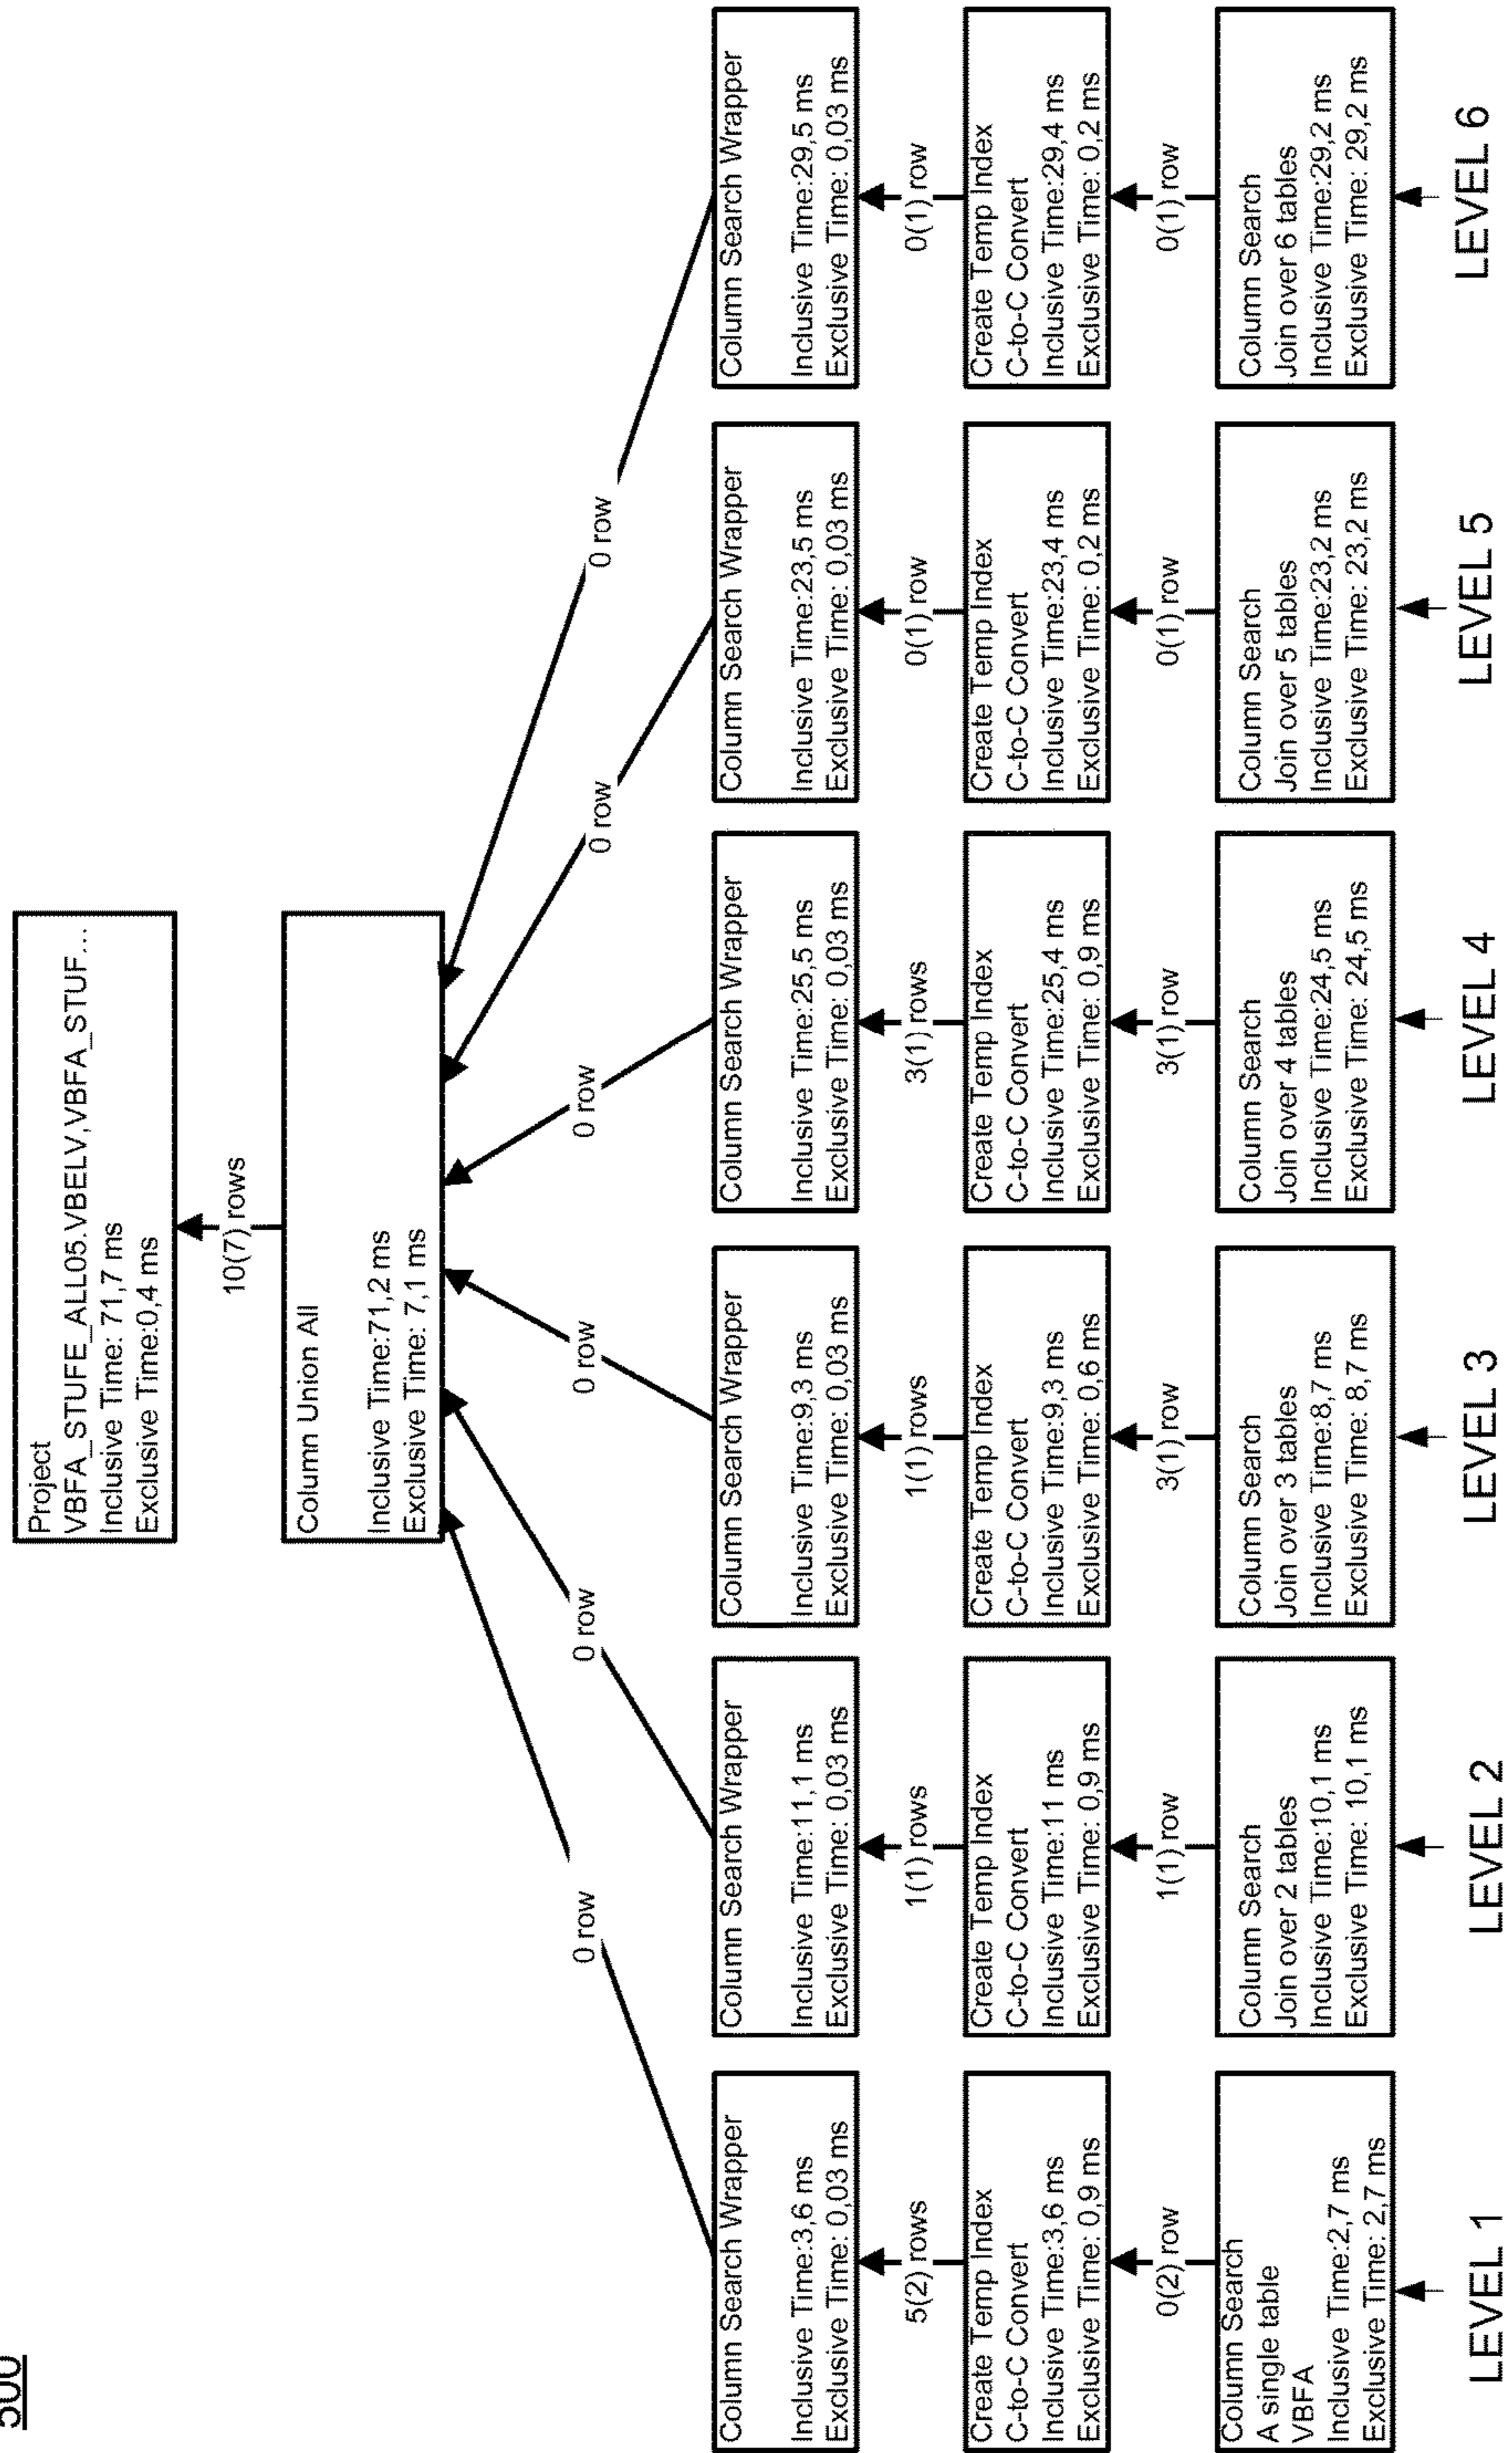 500
Project
VBFA_STUFE_ALL05.VBELV,VBFA_STUF...
Inclusive Time: 71,7 ms
Exclusive Time:0,4 ms
10(7) rows
Column Union All
Inclusive Time:71,2 ms
Exclusive Time: 7,1 ms
0 row
0 row
0 row
0 row
0 row
0 row
Column Search Wrapper
Inclusive Time:3,6 ms
Exclusive Time: 0,03 ms
5(2) rows
Create Temp Index
C-to-C Convert
Inclusive Time:3,6 ms
Exclusive Time: 0,9 ms
0(2) row
Column Search
A single table
VBFA
Inclusive Time:2,7 ms
Exclusive Time: 2,7 ms
LEVEL 1
Column Search Wrapper
Inclusive Time:11,1 ms
Exclusive Time: 0,03 ms
1(1) rows
Create Temp Index
C-to-C Convert
Inclusive Time:11 ms
Exclusive Time: 0,9 ms
1(1) row
Column Search
Join over 2 tables
Inclusive Time:10,1 ms
Exclusive Time: 10,1 ms
LEVEL 2
Column Search Wrapper
Inclusive Time:9,3 ms
Exclusive Time: 0,03 ms
1(1) rows
Create Temp Index
C-to-C Convert
Inclusive Time:9,3 ms
Exclusive Time: 0,6 ms
3(1) row
Column Search
Join over 3 tables
Inclusive Time:8,7 ms
Exclusive Time: 8,7 ms
LEVEL 3
Column Search Wrapper
Inclusive Time:25,5 ms
Exclusive Time: 0,03 ms
3(1) rows
Create Temp Index
C-to-C Convert
Inclusive Time:25,4 ms
Exclusive Time: 0,9 ms
3(1) row
Column Search
Join over 4 tables
Inclusive Time:24,5 ms
Exclusive Time: 24,5 ms
LEVEL 4
Column Search Wrapper
Inclusive Time:23,5 ms
Exclusive Time: 0,03 ms
0(1) row
Create Temp Index
C-to-C Convert
Inclusive Time:23,4 ms
Exclusive Time: 0,2 ms
0(1) row
Column Search
Join over 5 tables
Inclusive Time:23,2 ms
Exclusive Time: 23,2 ms
LEVEL 5
Column Search Wrapper
Inclusive Time:29,5 ms
Exclusive Time: 0,03 ms
0(1) row
Create Temp Index
C-to-C Convert
Inclusive Time:29,4 ms
Exclusive Time: 0,2 ms
0(1) row
Column Search
Join over 6 tables
Inclusive Time:29,2 ms
Exclusive Time: 29,2 ms
LEVEL 6